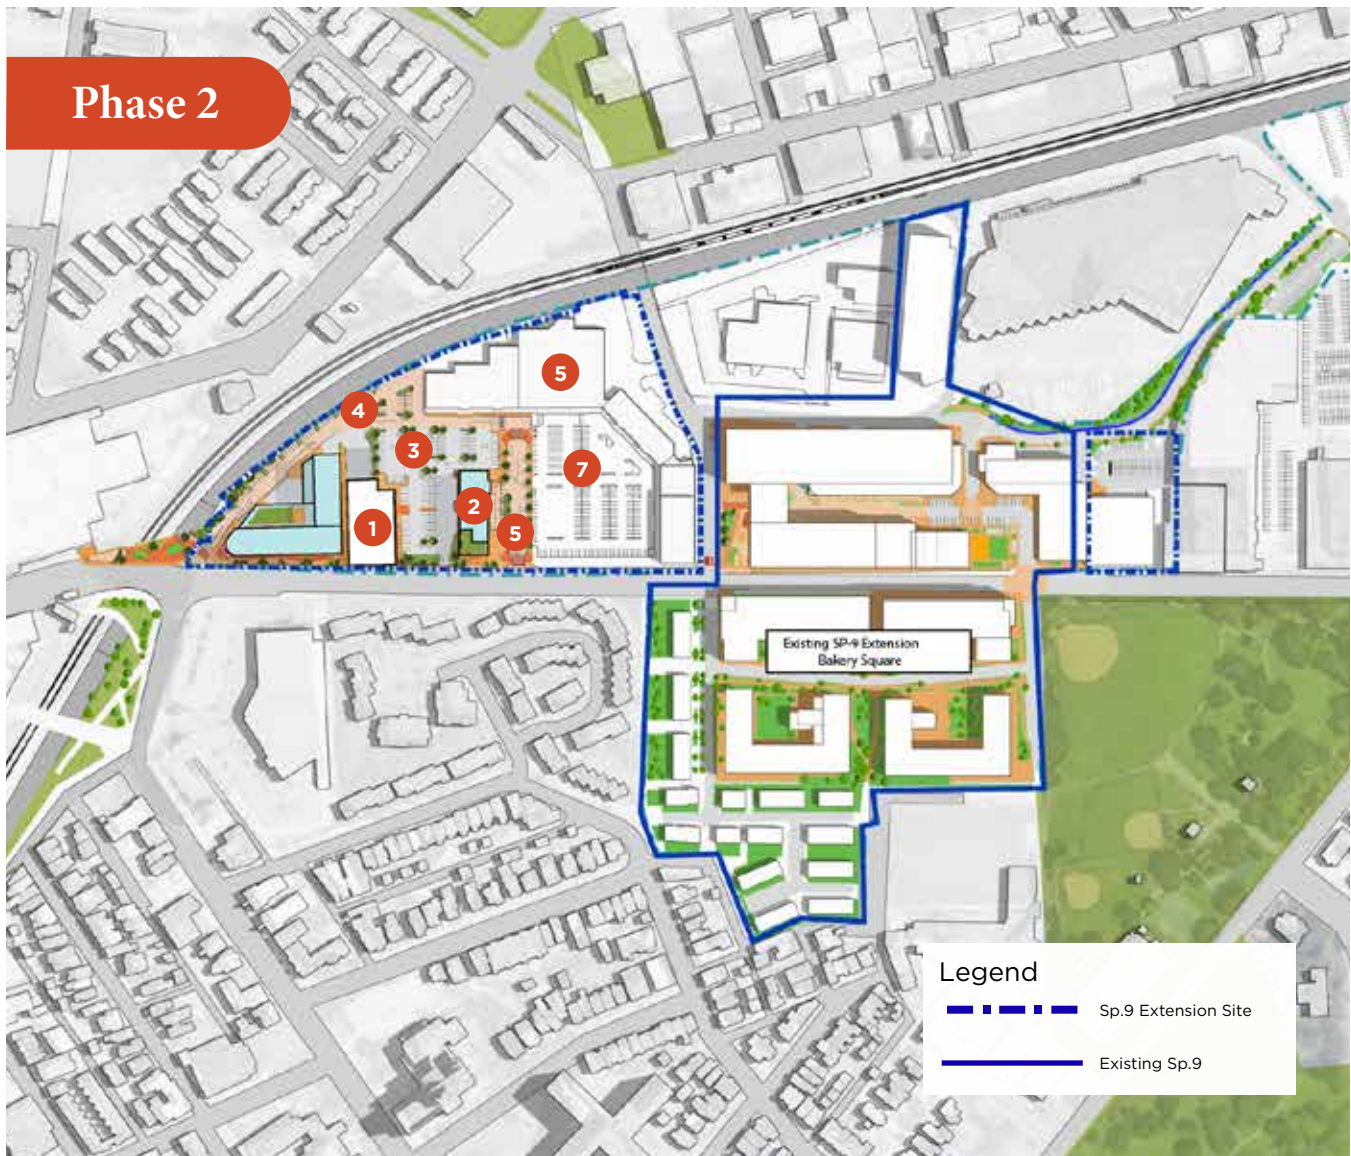 Phase 2
5
4
3
7
2
1
5
Existing SP-9 Extension
Bakery Square
Legend
Sp.9 Extension Site
Existing Sp.9